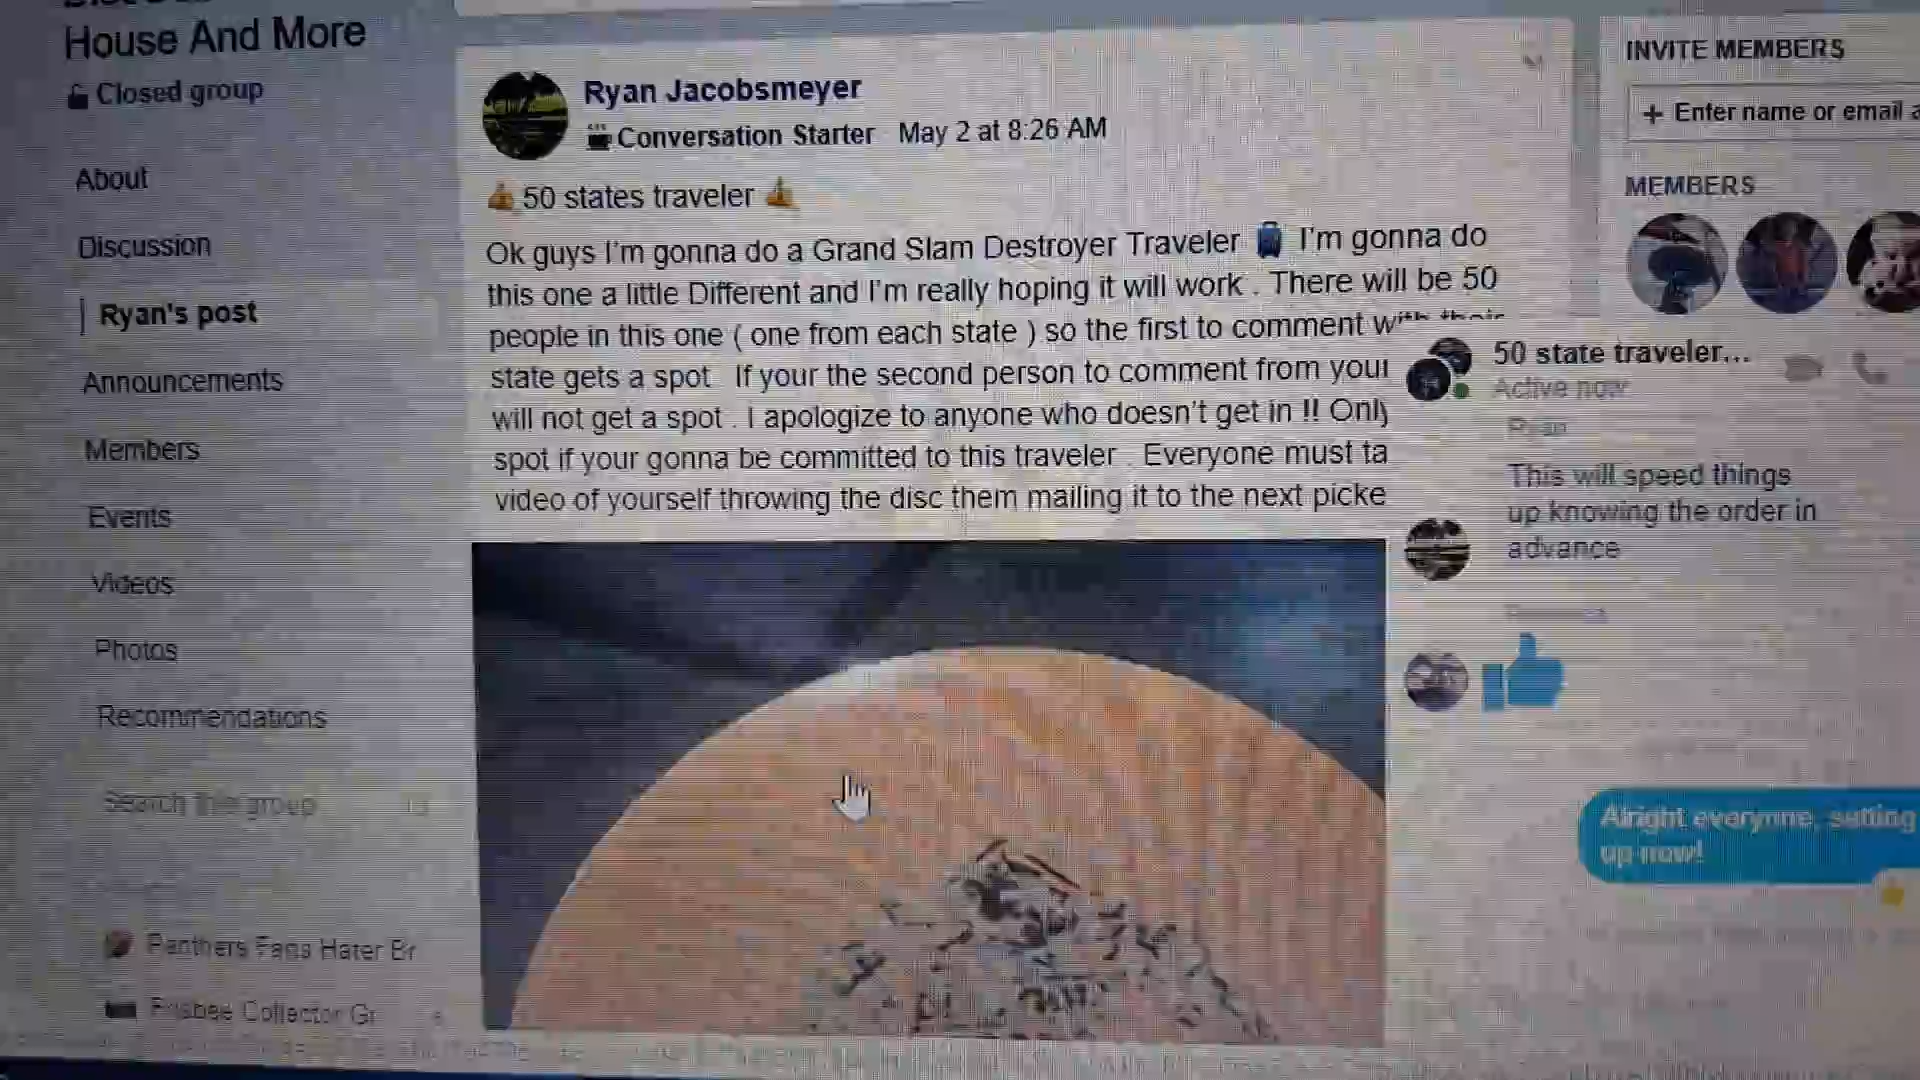 House And More
Closed group
About
Discussion
Ryan's post
Announcements
Members
Events
Videos
Photos
Recommendations
Search this group
Panthers Fans Hater Br
Frisbee Collector Gr
Ryan Jacobsmeyer
Conversation Starter May 2 at 8:26 AM
50 states traveler
Ok guys I'm gonna do a Grand Slam Destroyer Traveler I'm gonna do
this one a little Different and I'm really hoping it will work . There will be 50
people in this one ( one from each state ) so the first to comment with their
state gets a spot If your the second person to comment from your
will not get a spot . I apologize to anyone who doesn't get in !! Only
spot if your gonna be committed to this traveler . Everyone must ta
video of yourself throwing the disc them mailing it to the next picke
INVITE MEMBERS
+ Enter name or email a
MEMBERS
50 state traveler...
Active now
Ryan
This will speed things
up knowing the order in
advance
Alright everynne, setting
up now!